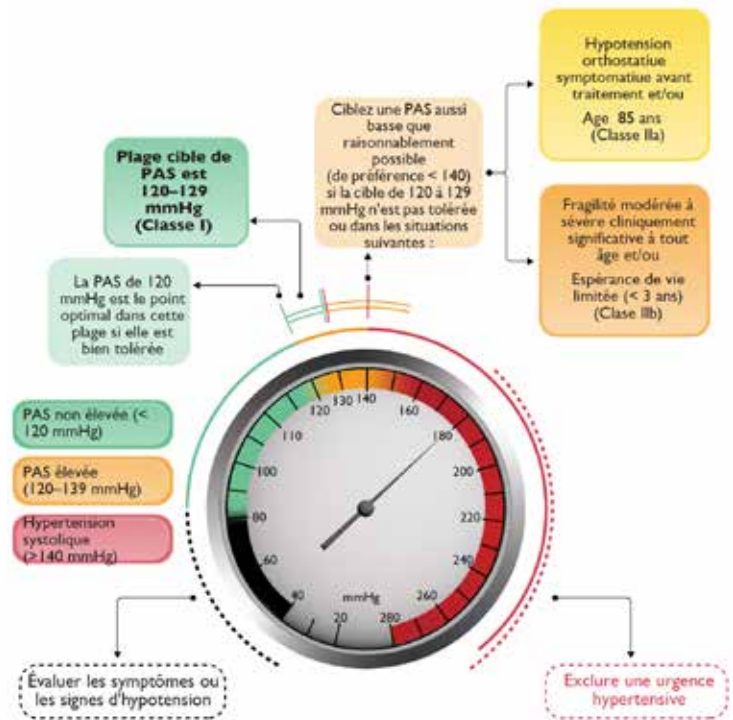 Hypotension
orthostatiue
symptomatiue avant
traitement et/ou
Age 85 ans
(Classe IIa)
Ciblez une PAS aussi
basse que
raisonnablement
possible
(de préférence < 140)
si la cible de 120 à 129
mmHg n'est pas tolérée
ou dans les situations
suivantes :
Plage cible de
PAS est
120–129
mmHg
(Classe I)
Fragilité modérée à
sévère cliniquement
significative à tout
âge et/ou
Espérance de vie
limitée (< 3 ans)
(Clase IIb)
La PAS de 120
mmHg est le point
optimal dans cette
plage si elle est
bien tolérée
PAS non élevée (<
120 mmHg)
PAS élevée
(120–139 mmHg)
Hypertension
systolique
(>140 mmHg)
20
40
60
80
100
110
120
130
140
160
180
200
220
240
260
280
mmHg
Évaluer les symptômes ou
les signes d'hypotension
Exclure une urgence
hypertensive